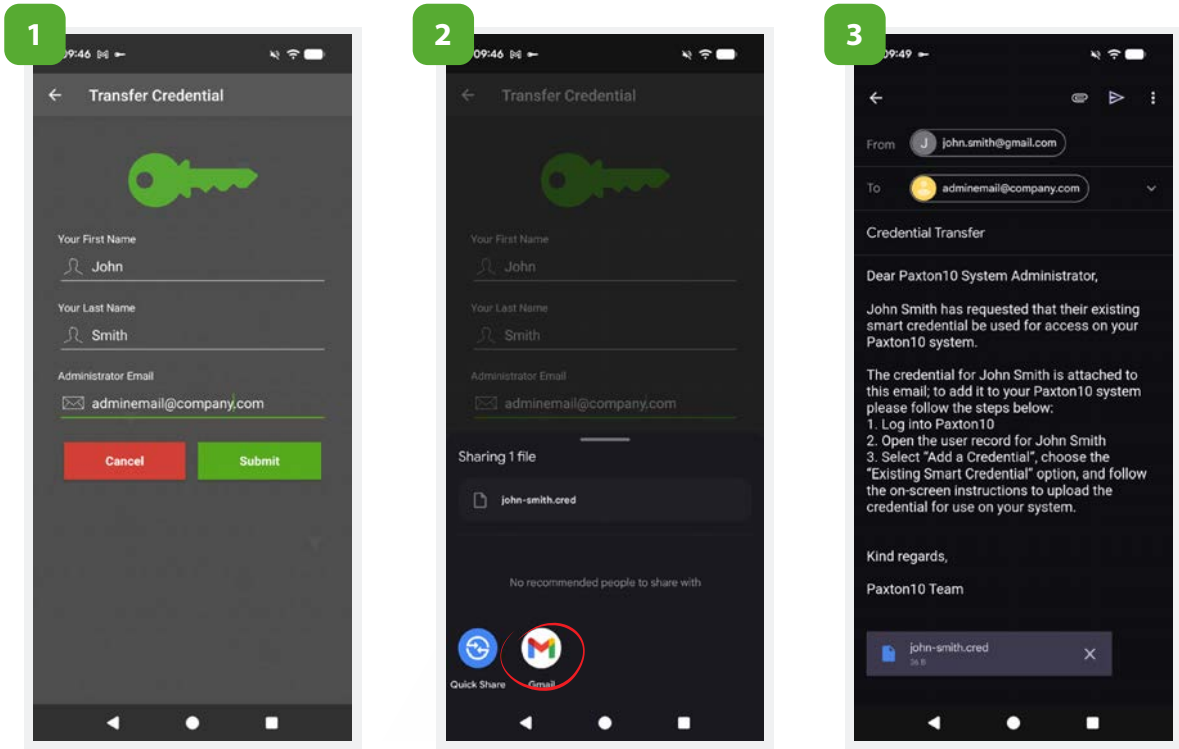 1
09:46
Transfer Credential
Your First Name
John
Your Last Name
Smith
Administrator Email
adminemail@company.com
Cancel
Submit
2
09:46
Transfer Credential
Your First Name
John
Your Last Name
Smith
Administrator Email
adminemail@company.com
Sharing 1 file
john-smith.cred
No recommended people to share with
Quick Share
Gmail
3
09:49
From
J
john.smith@gmail.com
To
adminemail@company.com
Credential Transfer
Dear Paxton10 System Administrator,
John Smith has requested that their existing
smart credential be used for access on your
Paxton10 system.
The credential for John Smith is attached to
this email; to add it to your Paxton10 system
please follow the steps below:
1. Log into Paxton10
2. Open the user record for John Smith
3. Select “Add a Credential”, choose the
“Existing Smart Credential” option, and follow
the on-screen instructions to upload the
credential for use on your system.
Kind regards,
Paxton10 Team
john-smith.cred
36 B